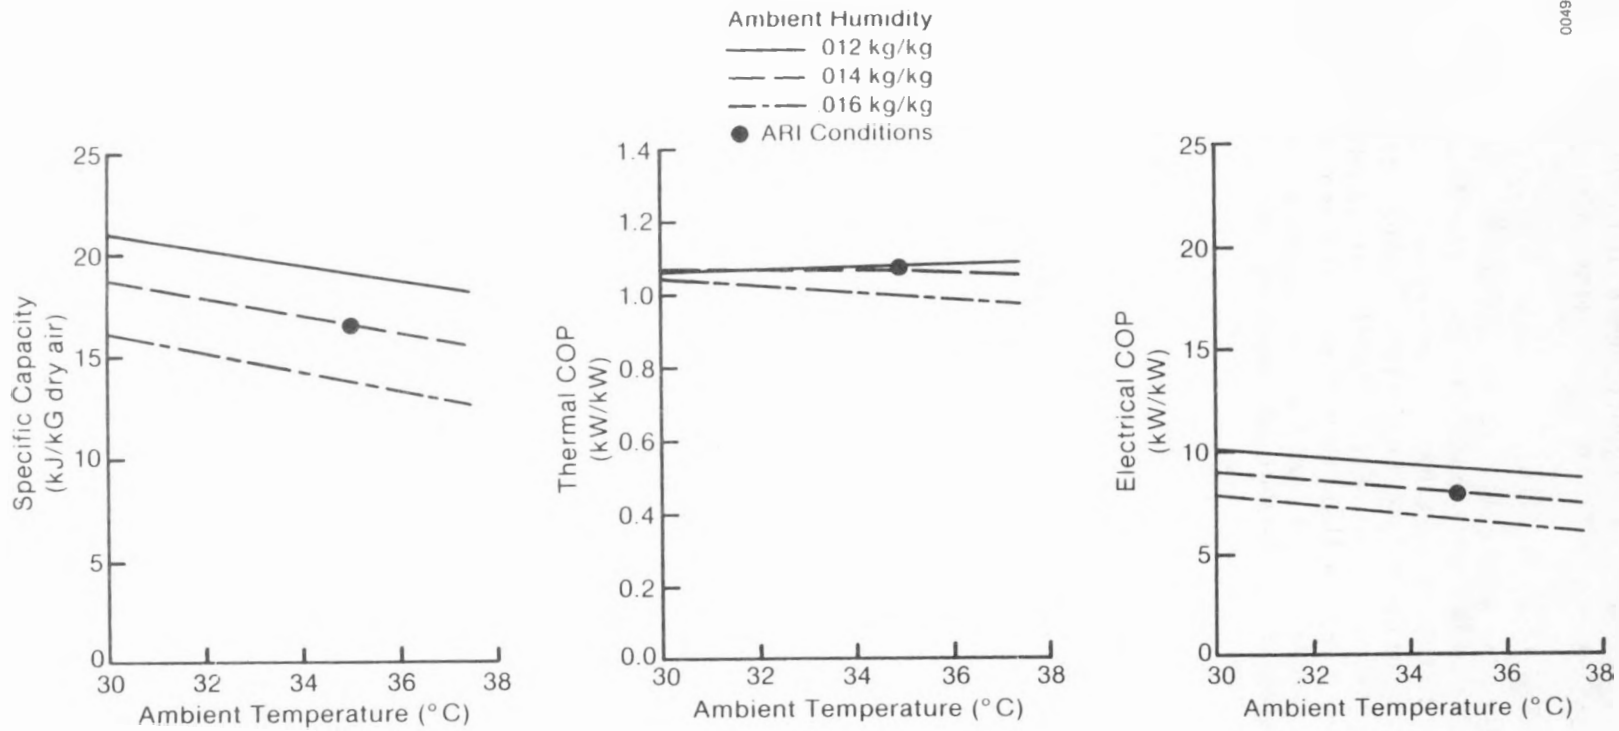 0049
Ambient Humidity
012 kg/kg
014 kg/kg
016 kg/kg
ARI Conditions
25
20
15
10
5
0
30 32 34 36 38
Specific Capacity
(kJ/kG dry air)
Ambient Temperature (°C)
1.4
1.2
1.0
0.8
0.6
0.4
0.2
0.0
30 32 34 36 38
Thermal COP
(kW/kW)
Ambient Temperature (°C)
25
20
15
10
5
0
30 32 34 36 38
Electrical COP
(kW/kW)
Ambient Temperature (°C)